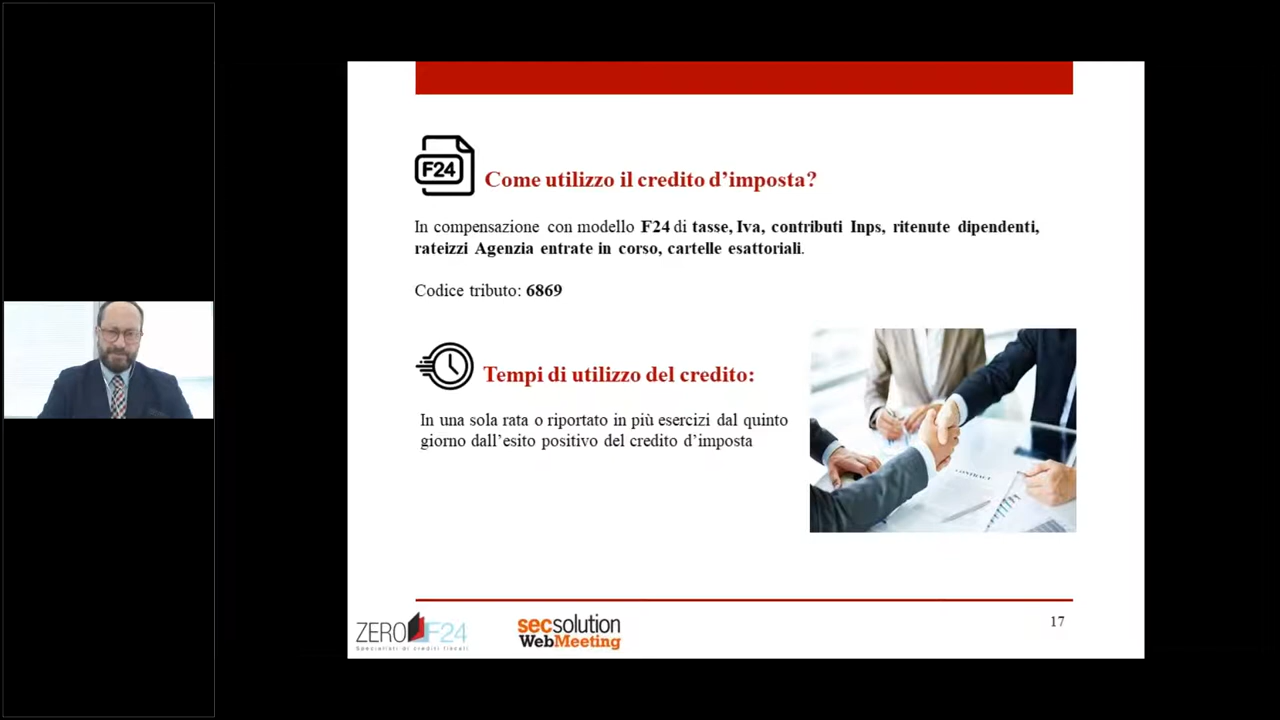 F24
Come utilizzo il credito d’imposta?
In compensazione con modello F24 di tasse, Iva, contributi Inps, ritenute dipendenti,
rateizzi Agenzia entrate in corso, cartelle esattoriali.
Codice tributo: 6869
Tempi di utilizzo del credito:
In una sola rata o riportato in più esercizi dal quinto
giorno dall’esito positivo del credito d’imposta
CONTRACT
ZERO F24
Specialisti di crediti fiscali
secsolution
WebMeeting
17